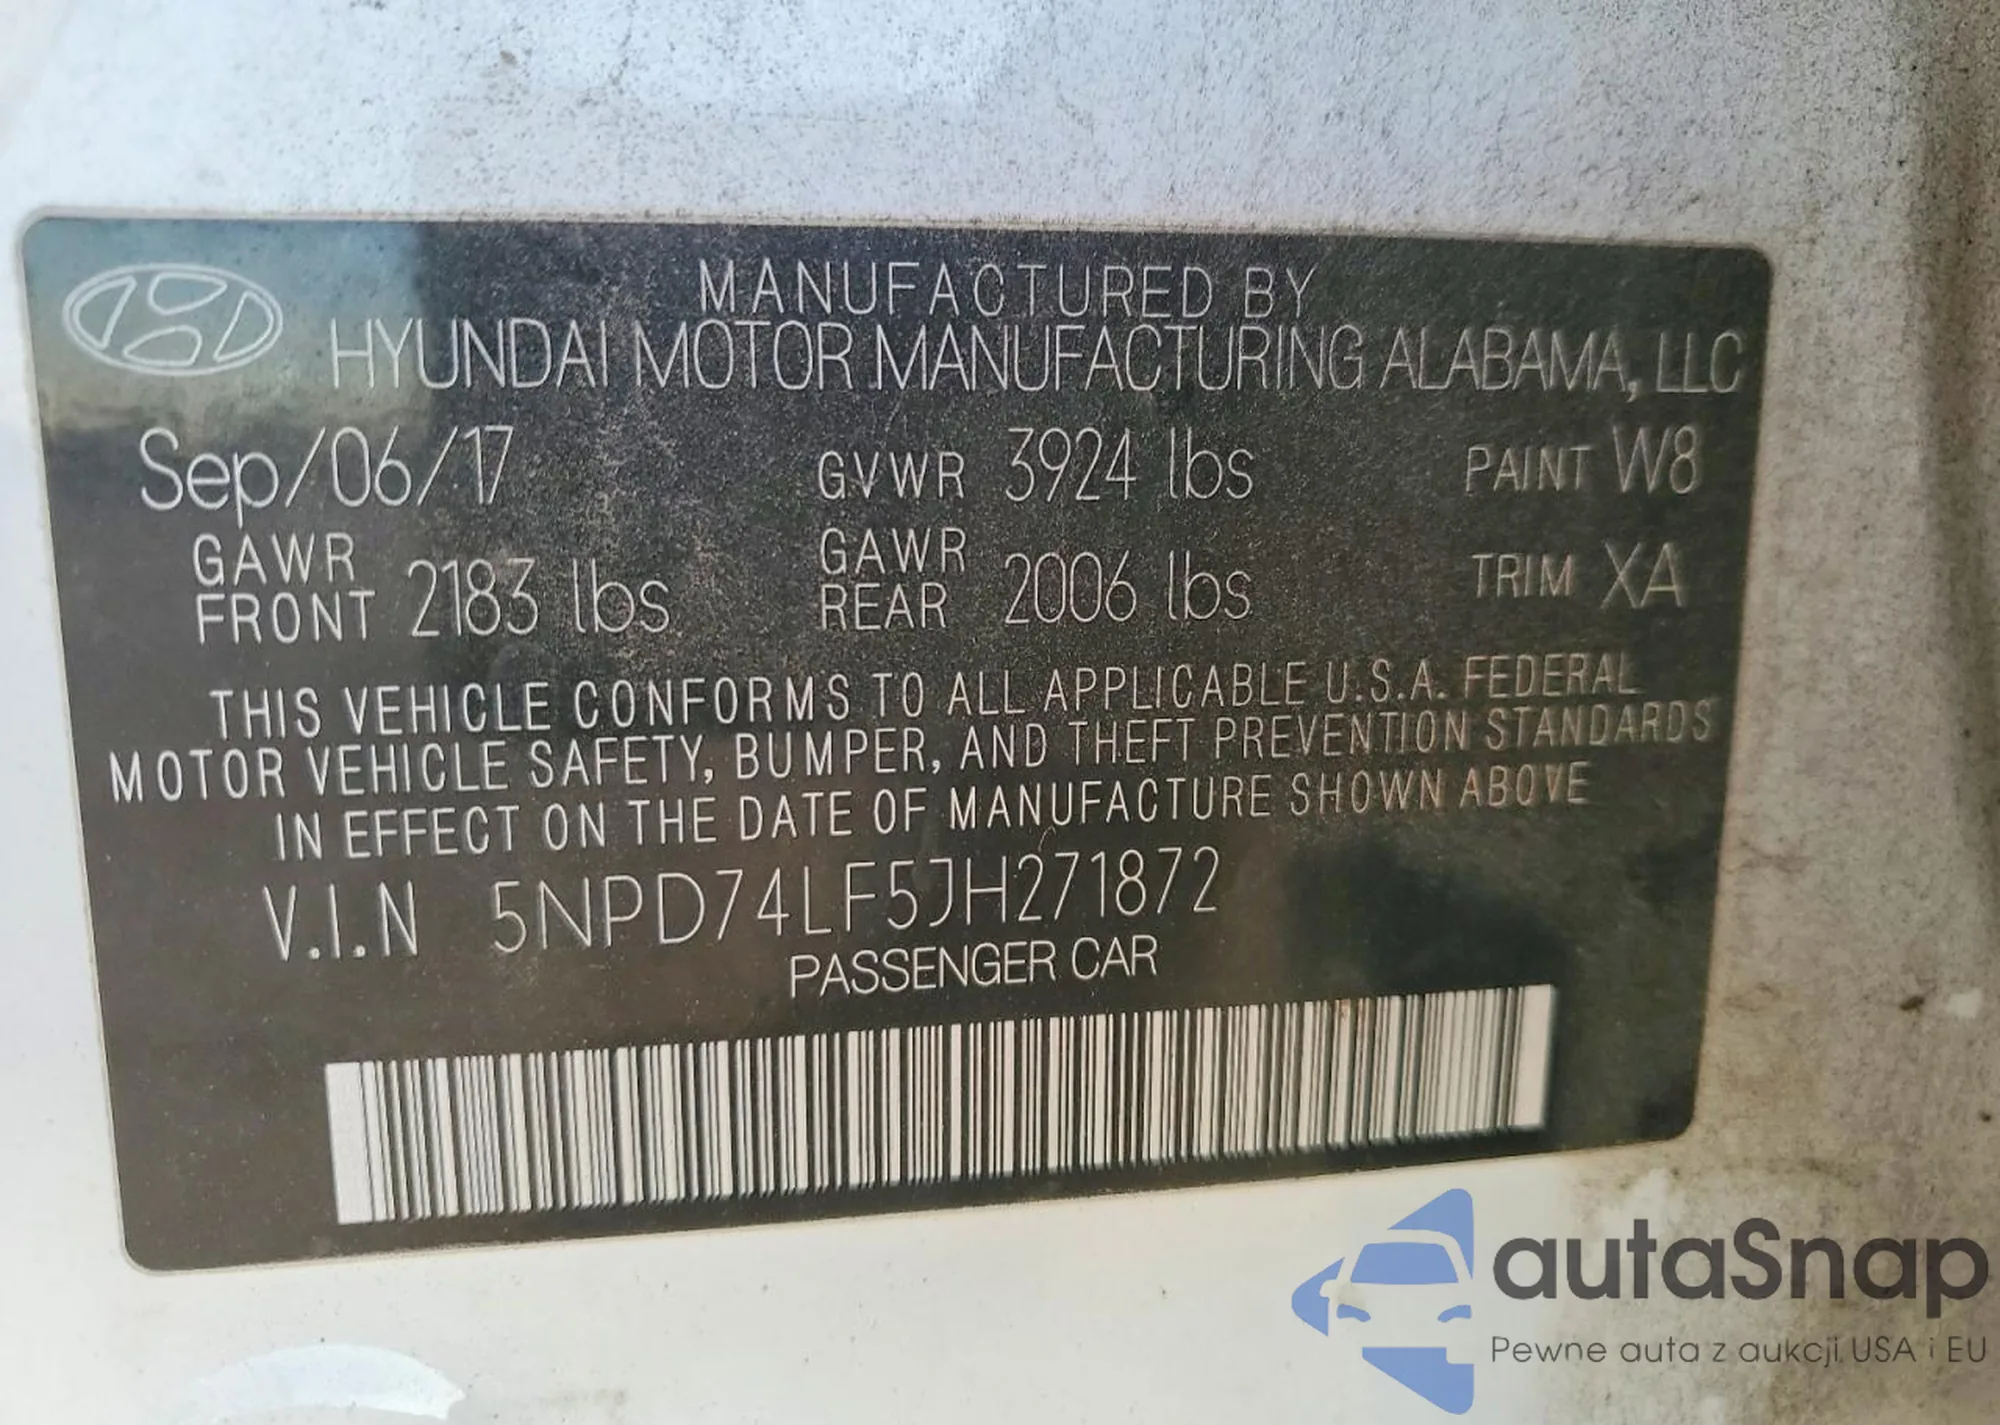 MANUFACTURED BY
HYUNDAI MOTOR MANUFACTURING ALABAMA, LLC
Sep/06/17 GVWR 3924 lbs PAINT W8
GAWR FRONT 2183 lbs GAWR REAR 2006 lbs TRIM XA
THIS VEHICLE CONFORMS TO ALL APPLICABLE U.S.A. FEDERAL
MOTOR VEHICLE SAFETY, BUMPER, AND THEFT PREVENTION STANDARDS
IN EFFECT ON THE DATE OF MANUFACTURE SHOWN ABOVE
V.I.N 5NPD74LF5JH271872
PASSENGER CAR
autaSnap
Pewne auta z aukcji USA i EU